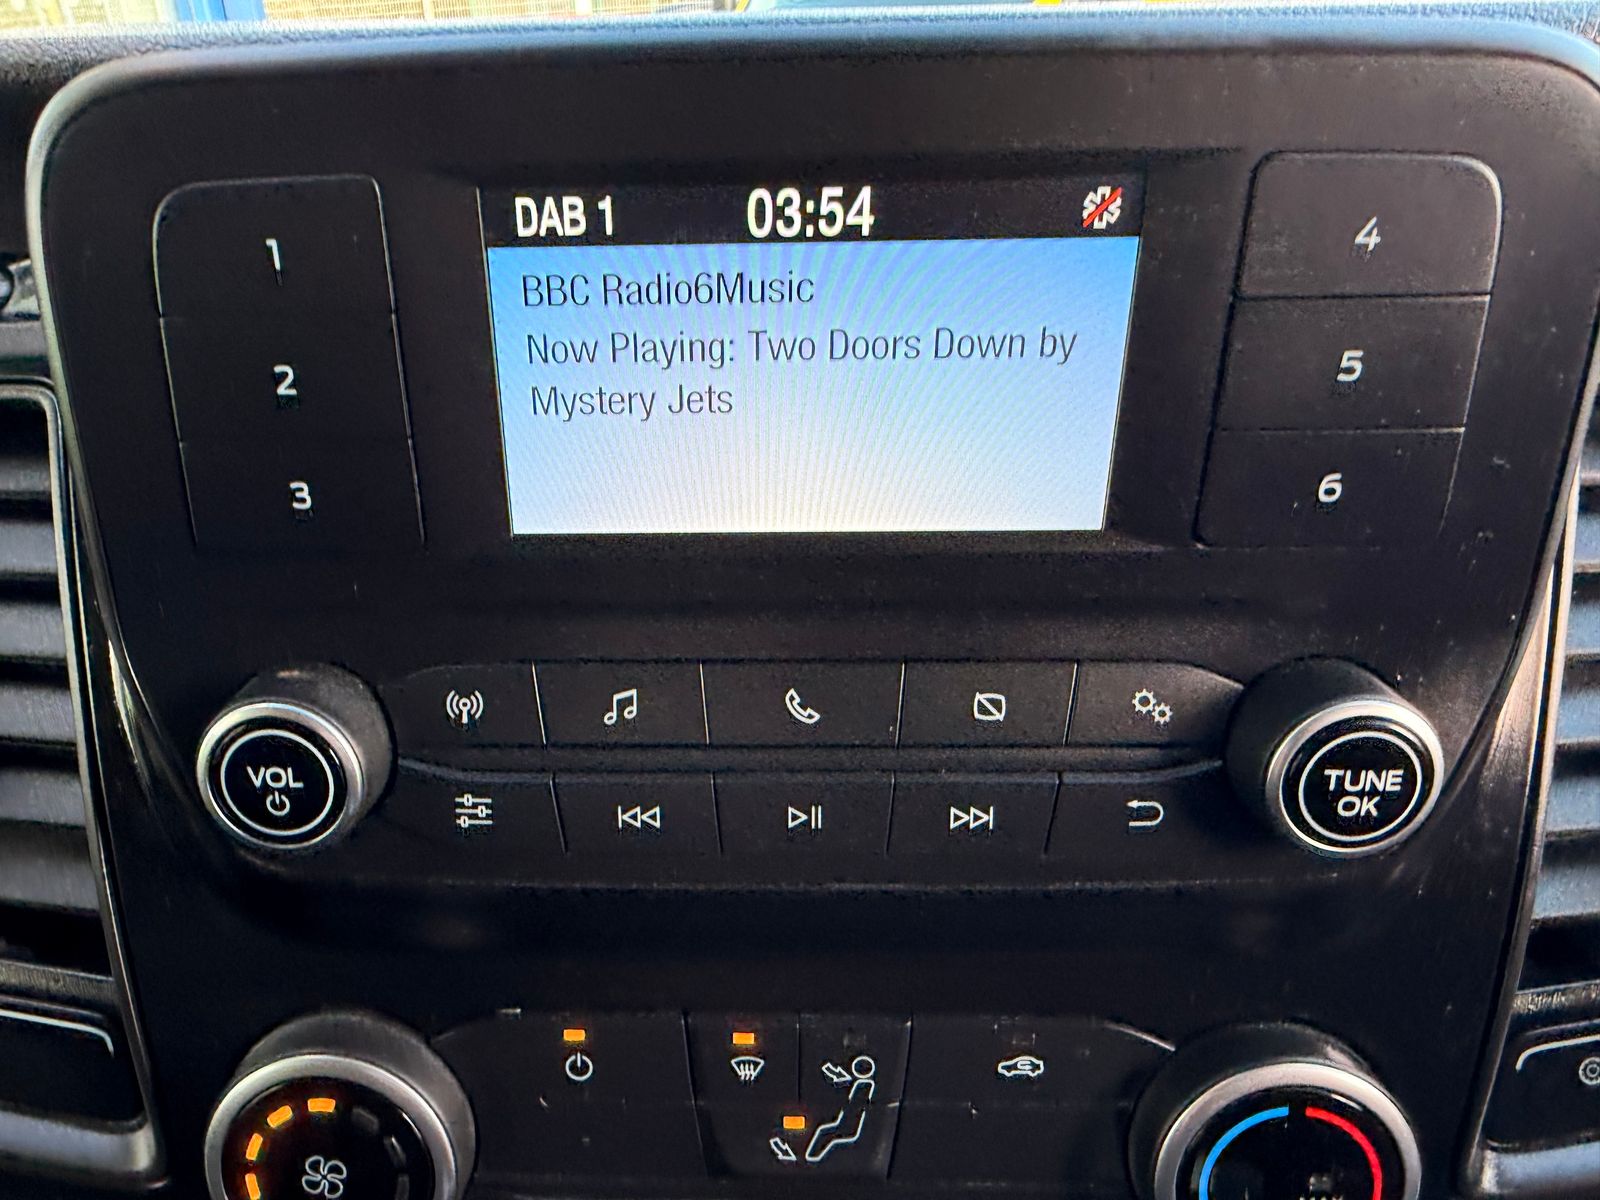 DAB 1 03:54
BBC Radio6Music
Now Playing: Two Doors Down by
Mystery Jets
1
2
3
4
5
6
VOL
TUNE
OK